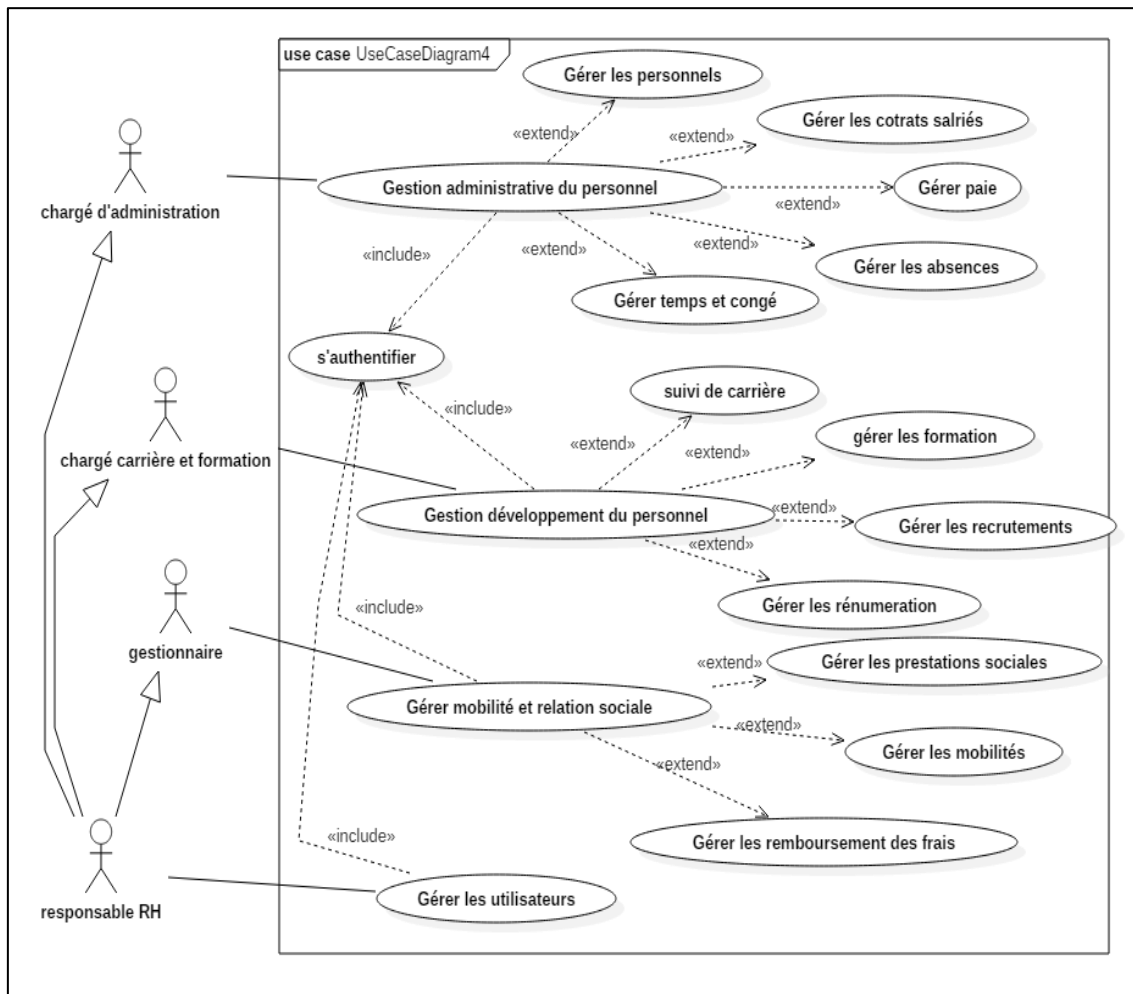 use case UseCaseDiagram4
Gérer les personnels
«extend»
Gérer les cotrats salriés
«extend»
chargé d'administration
Gestion administrative du personnel
Gérer paie
«extend»
«include»
«extend»
«extend»
Gérer les absences
Gérer temps et congé
s'authentifier
suivi de carrière
«include»
«extend»
gérer les formation
«extend»
chargé carrière et formation
Gestion développement du personnel
«extend»
Gérer les recrutements
«extend»
Gérer les rénumeration
«include»
gestionnaire
«extend»
Gérer les prestations sociales
Gérer mobilité et relation sociale
«extend»
Gérer les mobilités
«extend»
«include»
Gérer les remboursement des frais
Gérer les utilisateurs
responsable RH